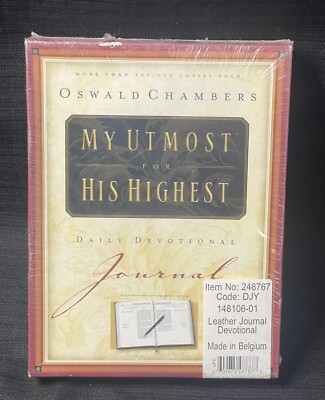 MORE THAN 300,000 COPIES SOLD
OSWALD CHAMBERS
MY UTMOST
FOR
HIS HIGHEST
DAILY DEVOTIONAL
Journal
Item No: 248767
Code: DJY
148106-01
Leather Journal
Devotional
Made in Belgium